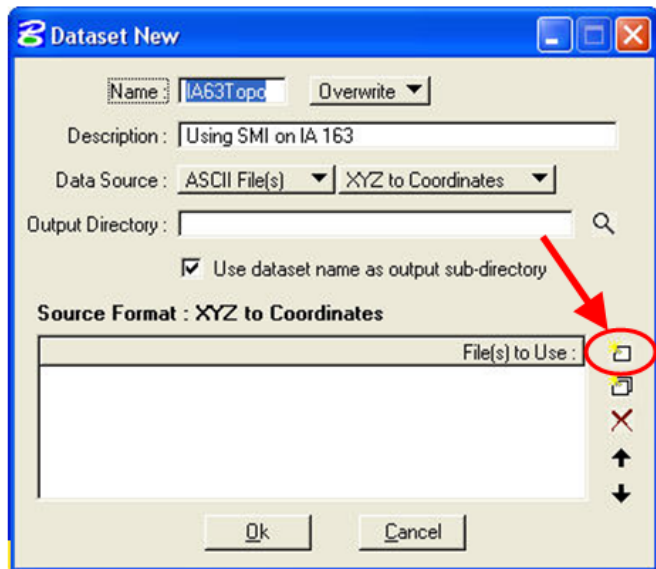 Dataset New
Name : IA63Topo Overwrite
Description : Using SMI on IA 163
Data Source : ASCII File(s) XYZ to Coordinates
Output Directory :
Use dataset name as output sub-directory
Source Format : XYZ to Coordinates
File(s) to Use :
Ok Cancel